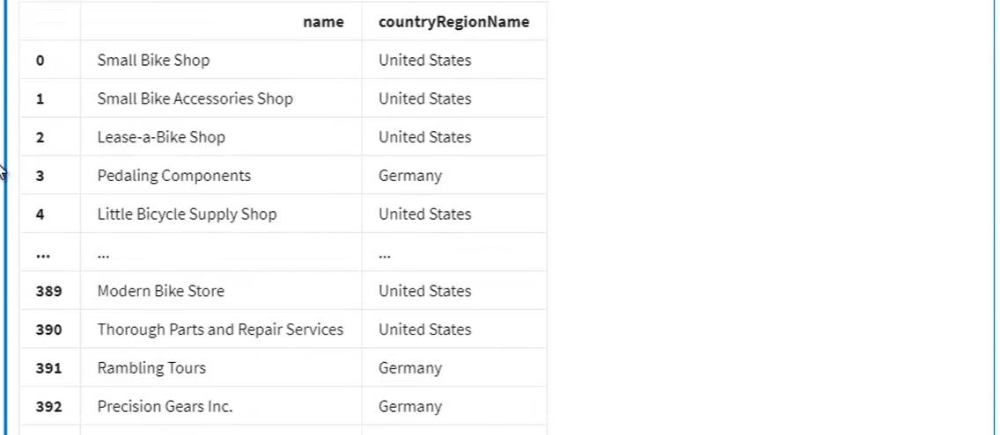 name countryRegionName
0 Small Bike Shop United States
1 Small Bike Accessories Shop United States
2 Lease-a-Bike Shop United States
3 Pedaling Components Germany
4 Little Bicycle Supply Shop United States
... ... ...
389 Modern Bike Store United States
390 Thorough Parts and Repair Services United States
391 Rambling Tours Germany
392 Precision Gears Inc. Germany